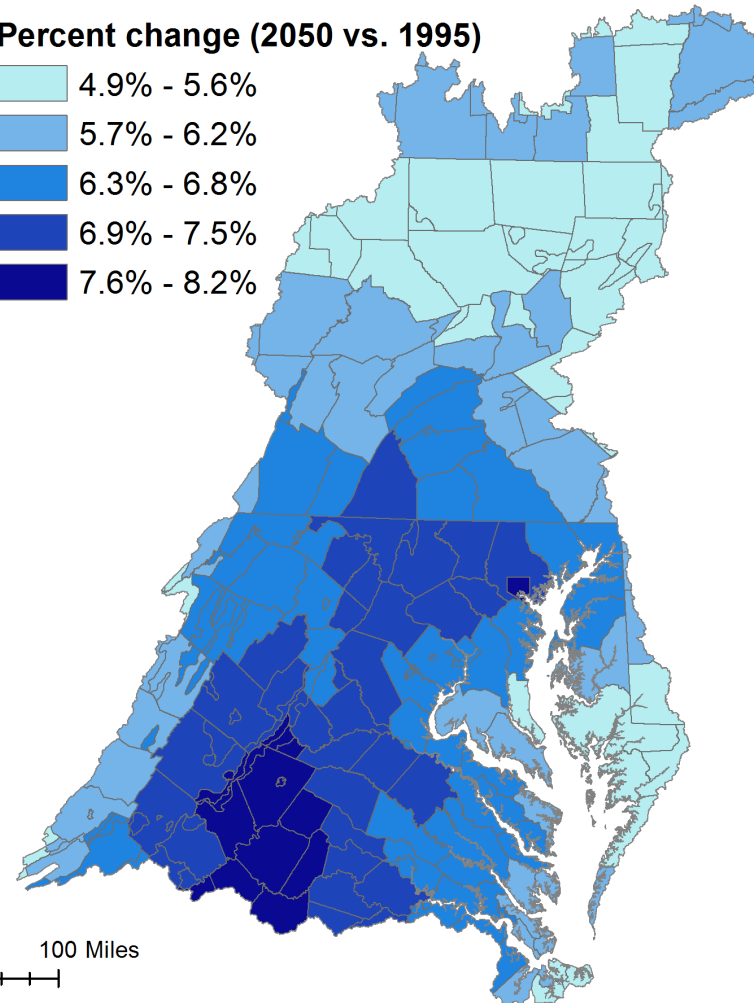 Percent change (2050 vs. 1995)
4.9% - 5.6%
5.7% - 6.2%
6.3% - 6.8%
6.9% - 7.5%
7.6% - 8.2%
100 Miles